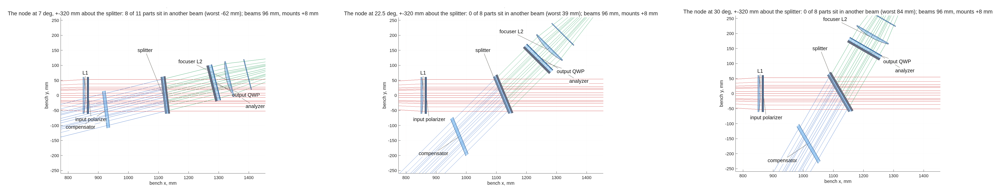 The node at 7 deg, +-320 mm about the splitter: 8 of 11 parts sit in another beam (worst -62 mm); beams 96 mm, mounts +8 mm
250
200
150
100
50
0
-50
-100
-150
-200
-250
bench y, mm
splitter
focuser L2
L1
output QWP
analyzer
input polarizer
compensator
800
900
1000
1100
1200
1300
1400
bench x, mm
The node at 22.5 deg, +-320 mm about the splitter: 0 of 8 parts sit in another beam (worst 39 mm); beams 96 mm, mounts +8 mm
250
200
150
100
50
0
-50
-100
-150
-200
-250
bench y, mm
focuser L2
splitter
L1
output QWP
analyzer
input polarizer
compensator
800
900
1000
1100
1200
1300
1400
bench x, mm
The node at 30 deg, +-320 mm about the splitter: 0 of 8 parts sit in another beam (worst 84 mm); beams 96 mm, mounts +8 mm
250
200
150
100
50
0
-50
-100
-150
-200
-250
bench y, mm
focuser L2
splitter
output QWP
L1
analyzer
input polarizer
compensator
800
900
1000
1100
1200
1300
1400
bench x, mm